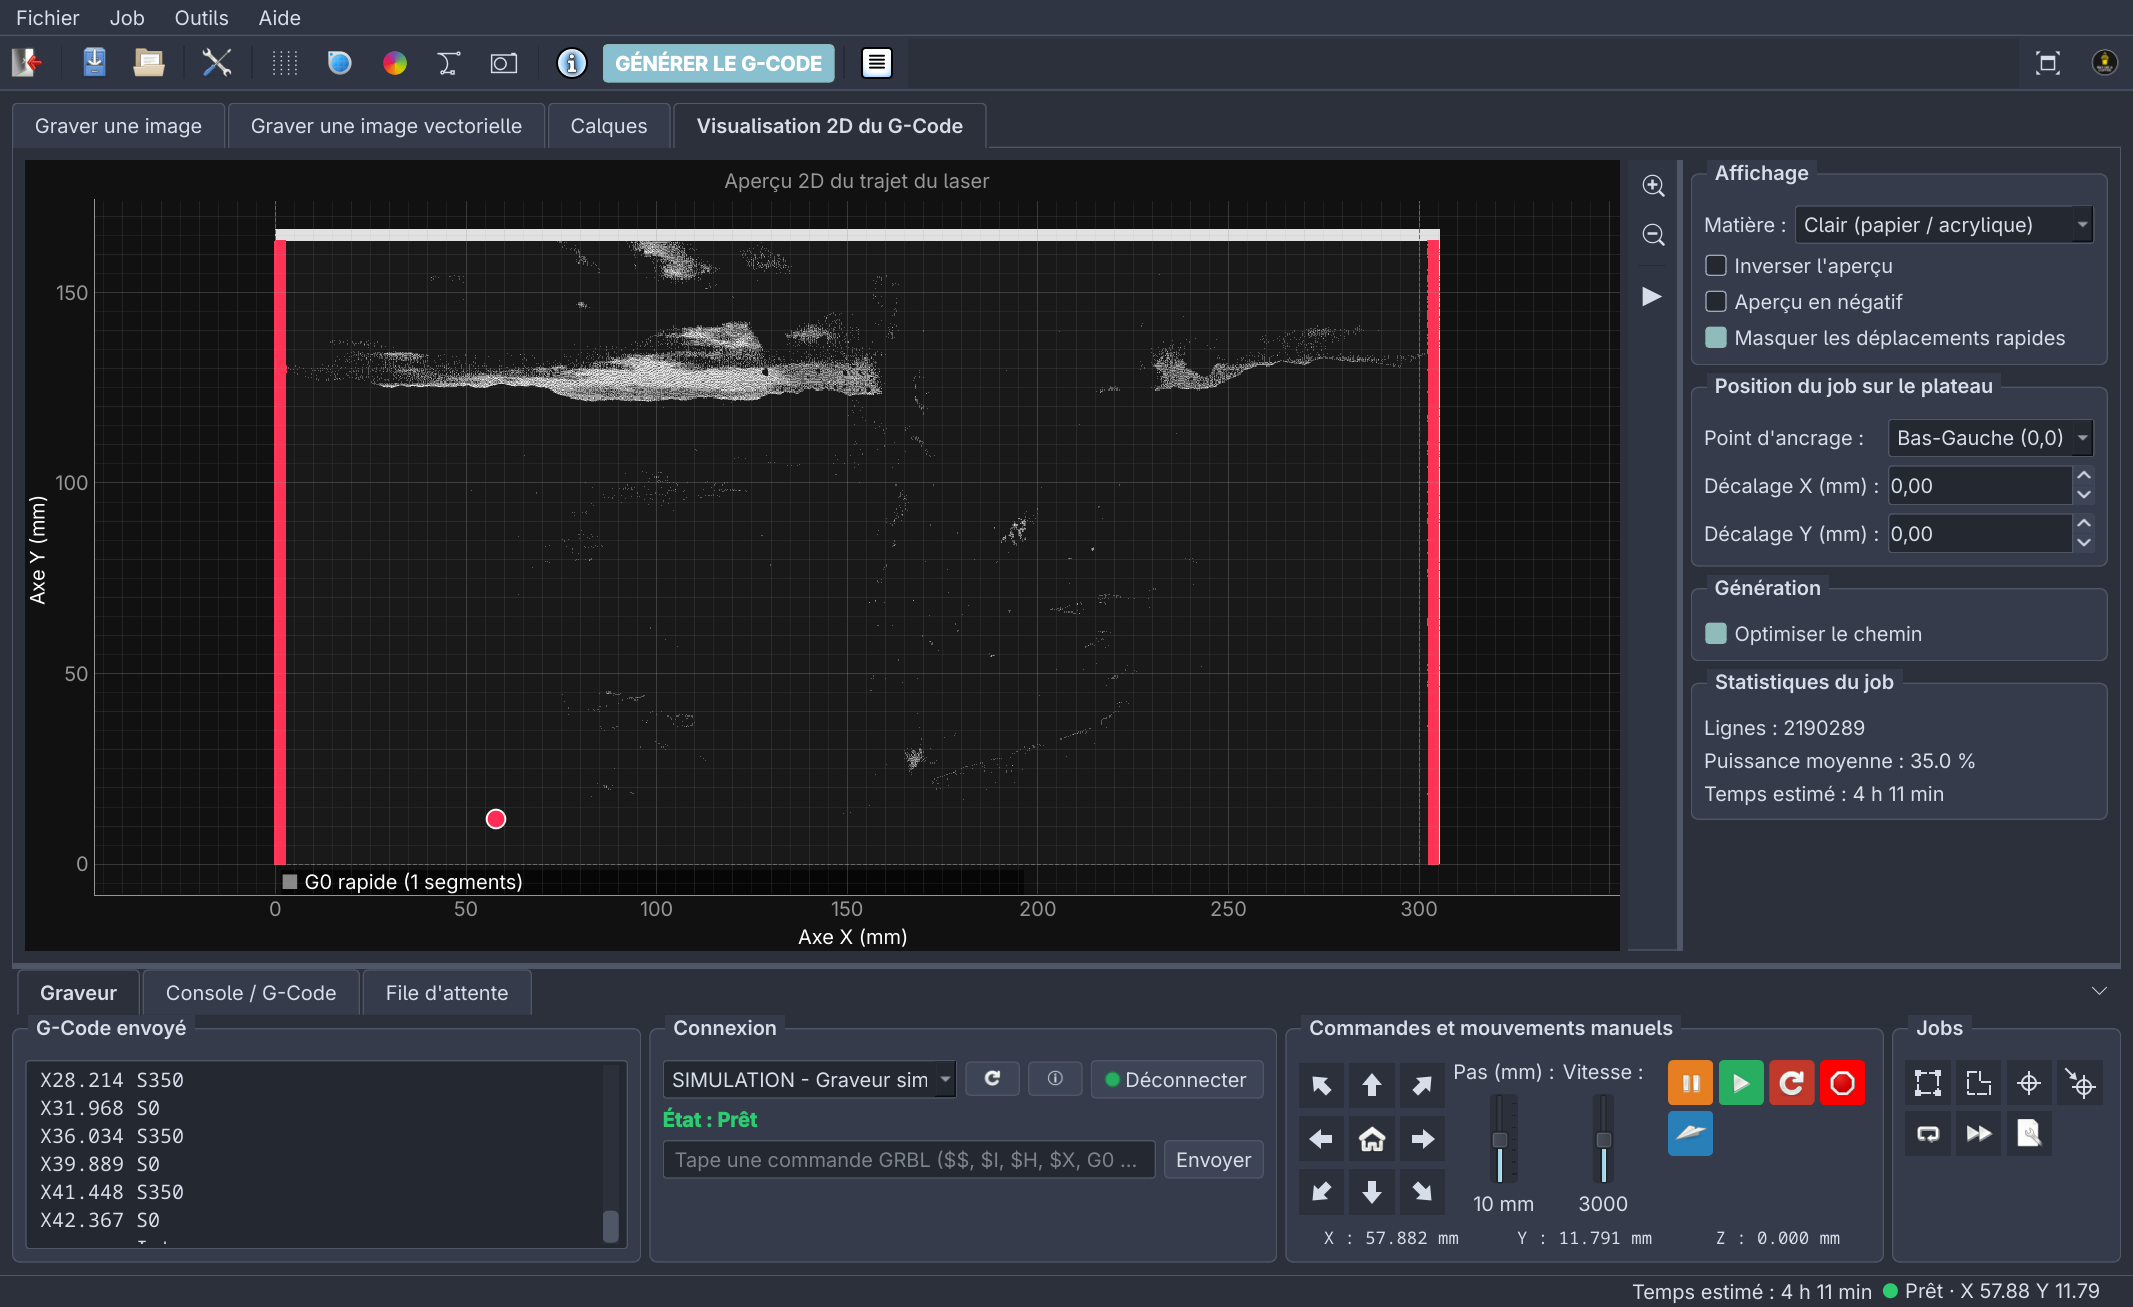 Fichier Job Outils Aide
GÉNÉRER LE G-CODE
Graver une image Graver une image vectorielle Calques Visualisation 2D du G-Code
Aperçu 2D du trajet du laser
150
100
50
0
Axe Y (mm)
G0 rapide (1 segments)
0 50 100 150 200 250 300
Axe X (mm)
Affichage
Matière : Clair (papier / acrylique)
Inverser l'aperçu
Aperçu en négatif
Masquer les déplacements rapides
Position du job sur le plateau
Point d'ancrage : Bas-Gauche (0,0)
Décalage X (mm) : 0,00
Décalage Y (mm) : 0,00
Génération
Optimiser le chemin
Statistiques du job
Lignes : 2190289
Puissance moyenne : 35.0 %
Temps estimé : 4 h 11 min
Graveur Console / G-Code File d'attente
G-Code envoyé
X28.214 S350
X31.968 S0
X36.034 S350
X39.889 S0
X41.448 S350
X42.367 S0
Connexion
SIMULATION - Graveur sim Déconnecter
État : Prêt
Tape une commande GRBL ($$, $I, $H, $X, G0 ... Envoyer
Commandes et mouvements manuels
Pas (mm) : Vitesse :
10 mm 3000
X : 57.882 mm Y : 11.791 mm Z : 0.000 mm
Jobs
Temps estimé : 4 h 11 min Prêt · X 57.88 Y 11.79